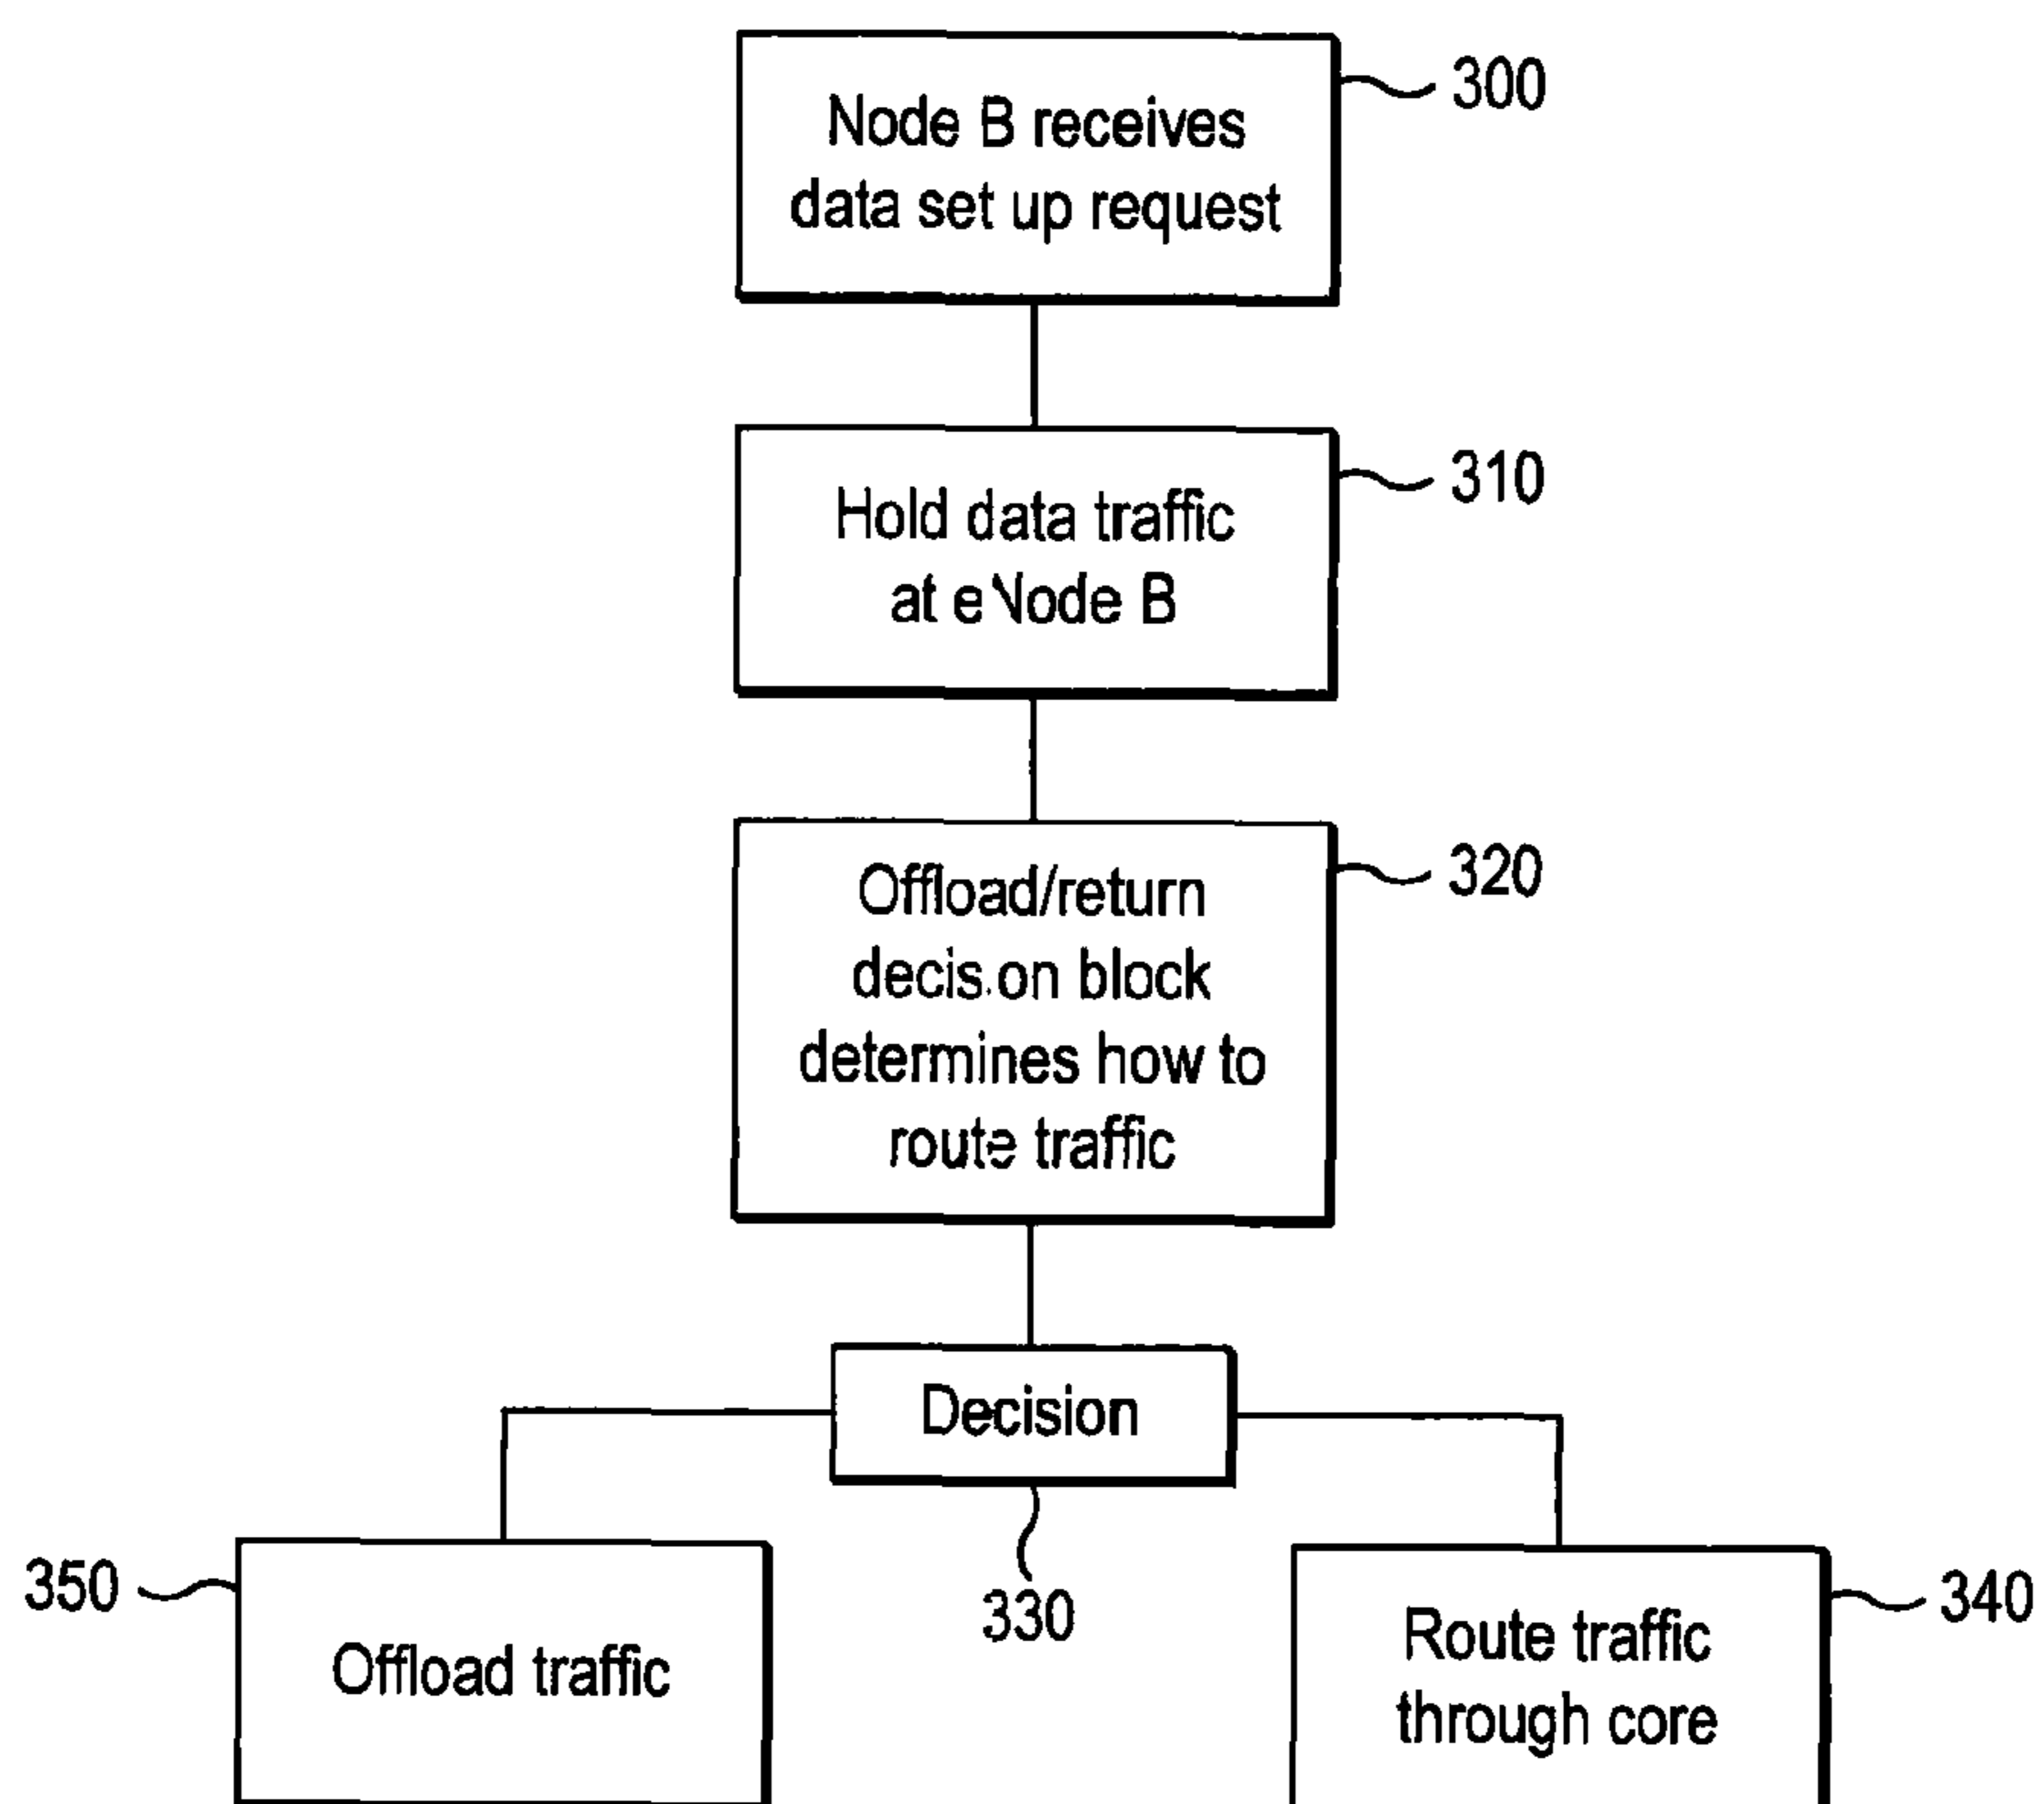 Node B receives
data set up request
300
Hold data traffic
at eNode B
310
Offload/return
decision block
determines how to
route traffic
320
Decision
330
350
Offload traffic
Route traffic
through core
340